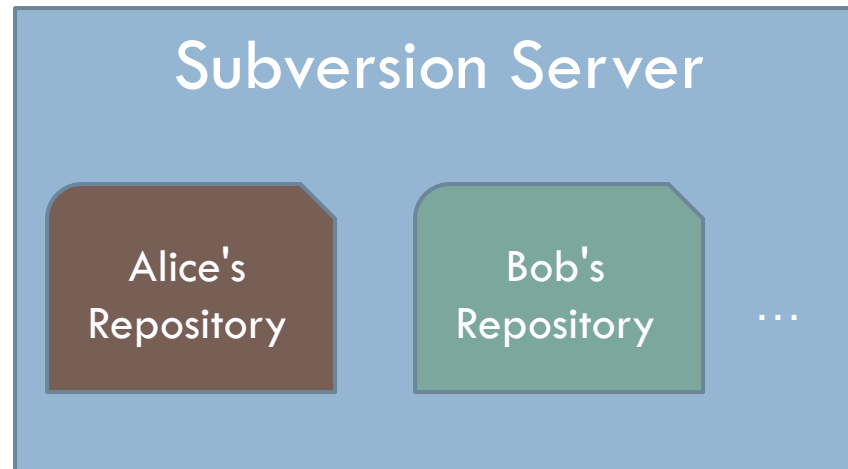 Subversion Server
Alice's
Repository
Bob's
Repository
…